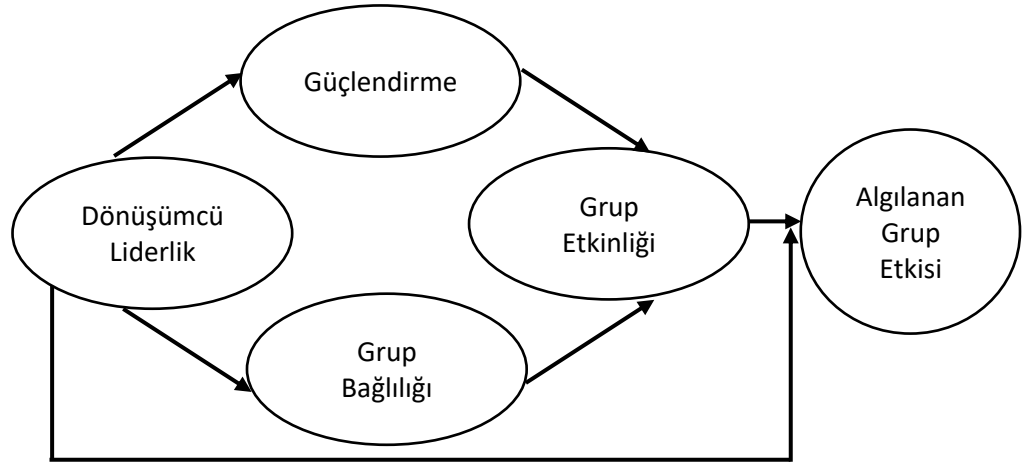 Güçlendirme
Dönüşümcü
Liderlik
Grup
Etkinliği
Algılanan
Grup
Etkisi
Grup
Bağlılığı